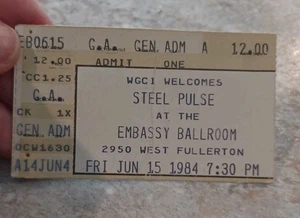 EB0615 G.A. GEN. ADM A 12.00
12.00 ADMIT ONE
CC1.25 WGCI WELCOMES
G.A. STEEL PULSE
CK 1X AT THE
GEN. ADM EMBASSY BALLROOM
OCW1630 2950 WEST FULLERTON
A14JUN4 FRI JUN 15 1984 7:30 PM